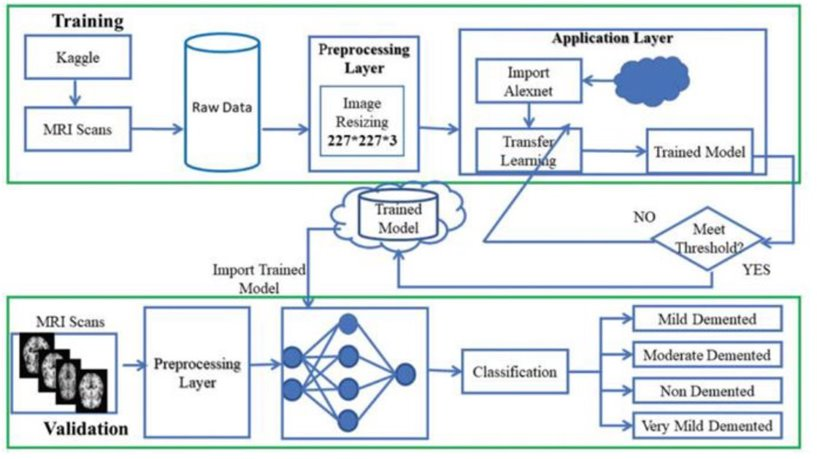 Training
Kaggle
MRI Scans
Raw Data
Preprocessing
Layer
Image
Resizing
227*227*3
Application Layer
Import
Alexnet
Transfer
Learning
Trained Model
Trained
Model
NO
Meet
Threshold?
YES
Import Trained
Model
MRI Scans
Validation
Preprocessing
Layer
Classification
Mild Demented
Moderate Demented
Non Demented
Very Mild Demented